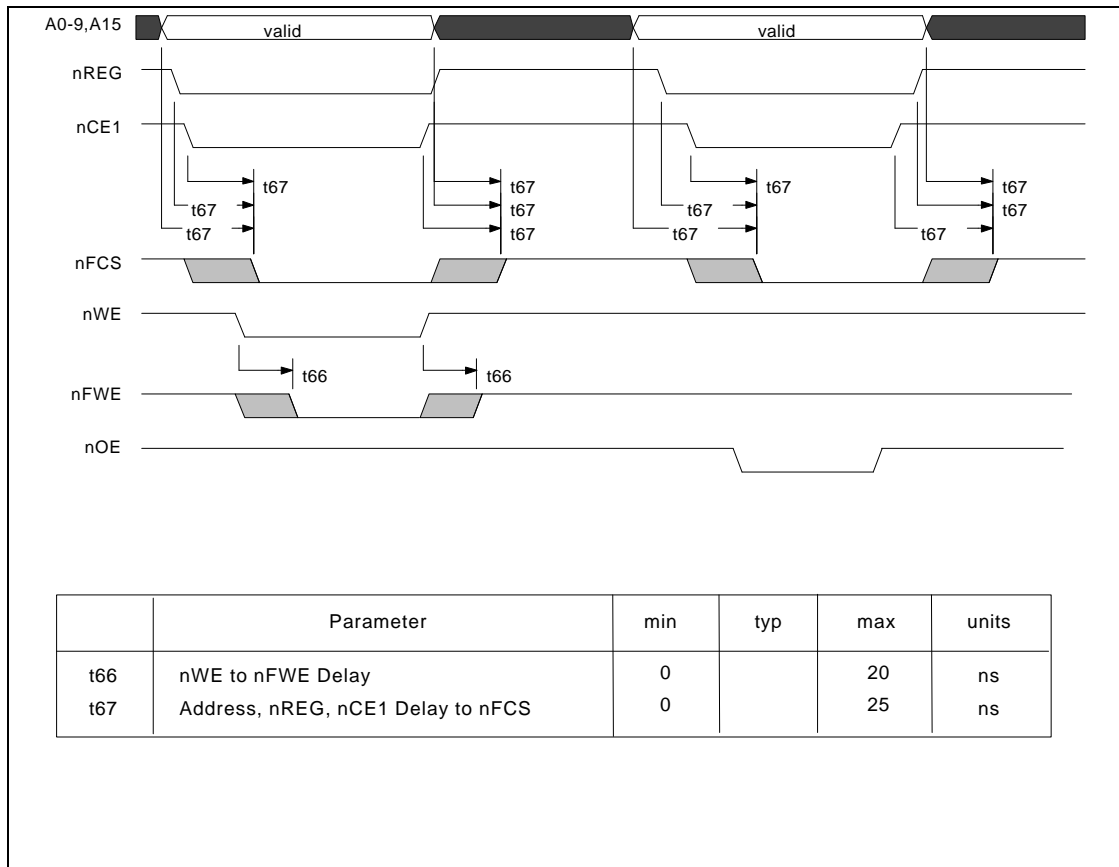 A0-9,A15 valid valid
nREG
nCE1
t67 t67 t67
t67
t67 t67 t67
t67
t67 t67 t67
t67
nFCS
nWE
t66 t66
nFWE
nOE
Parameter min typ max units
t66 nWE to nFWE Delay 0 20 ns
t67 Address, nREG, nCE1 Delay to nFCS 0 25 ns